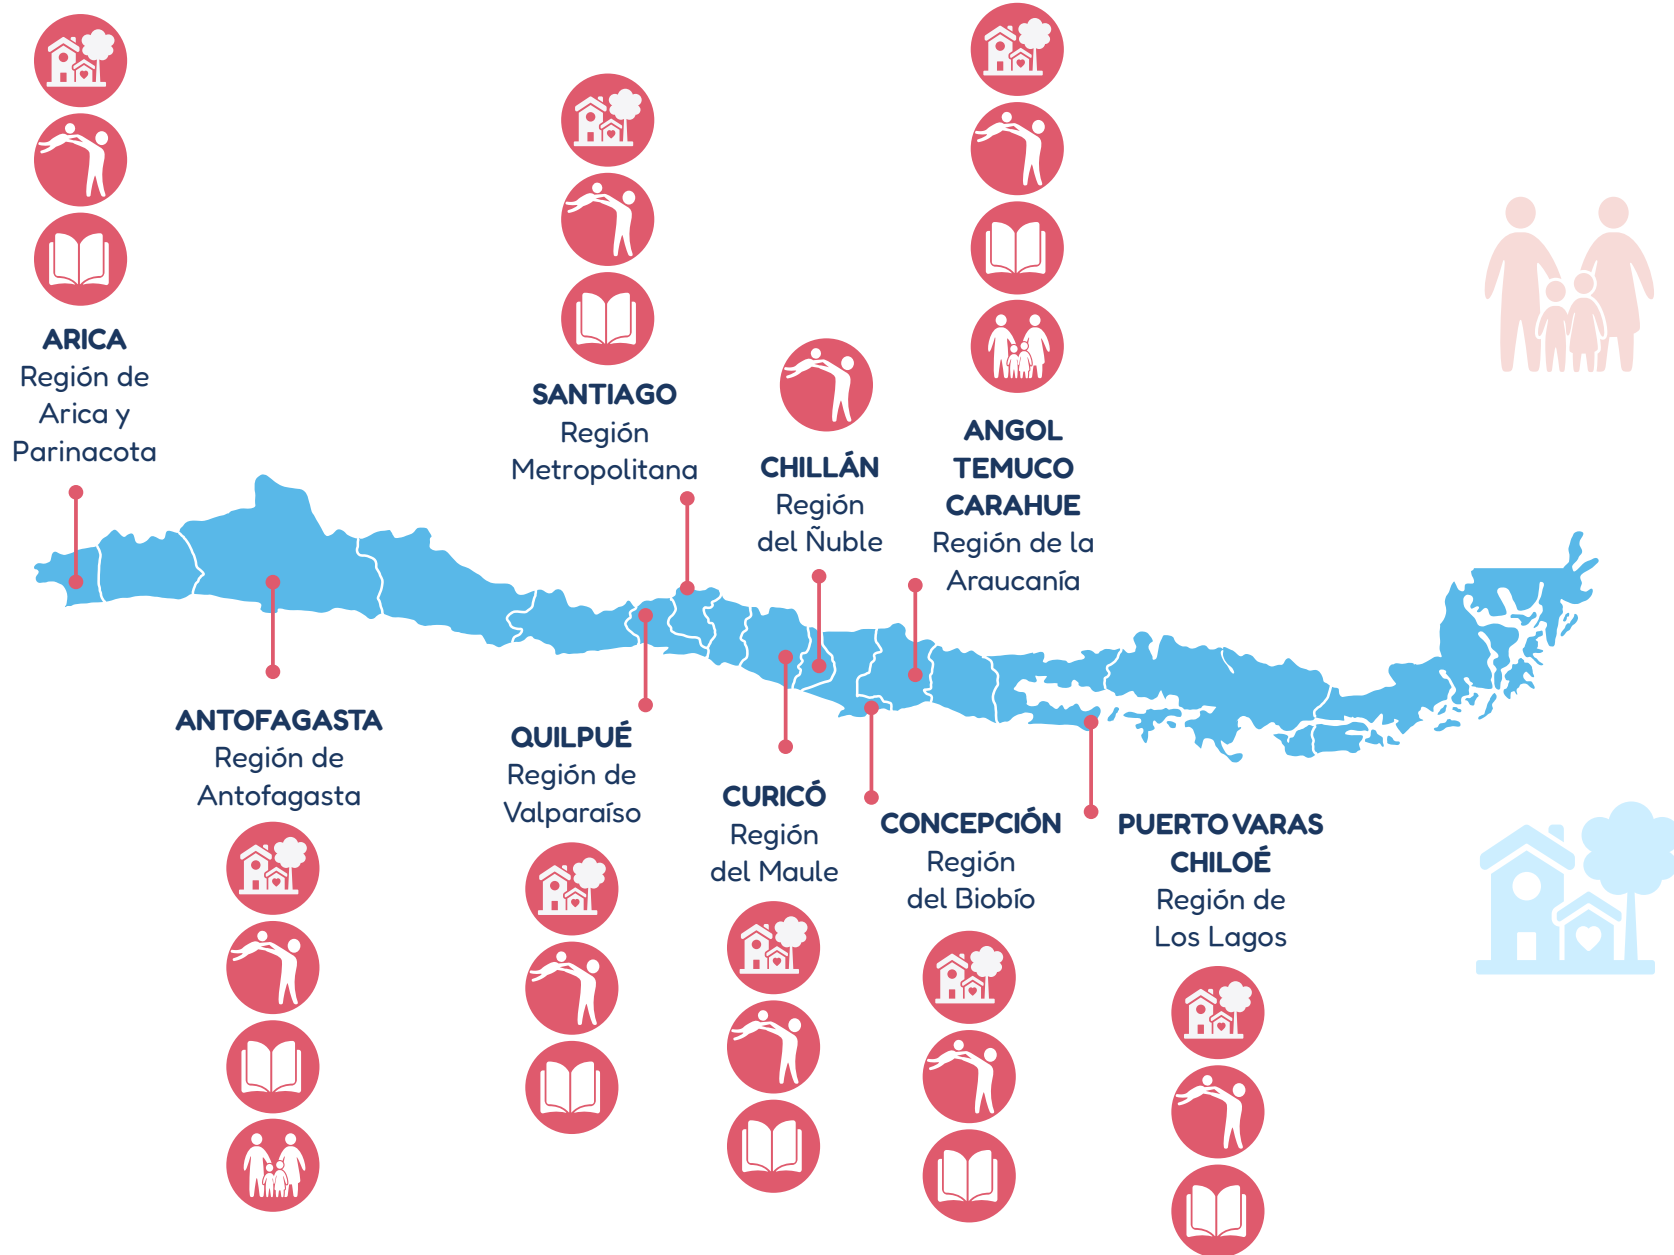 ARICA
Región de
Arica y
Parinacota
SANTIAGO
Región
Metropolitana
CHILLÁN
Región
del Ñuble
ANGOL
TEMUCO
CARAHUE
Región de la
Araucanía
ANTOFAGASTA
Región de
Antofagasta
QUILPUÉ
Región de
Valparaíso
CURICÓ
Región
del Maule
CONCEPCIÓN
Región
del Biobío
PUERTO VARAS
CHILOÉ
Región de
Los Lagos